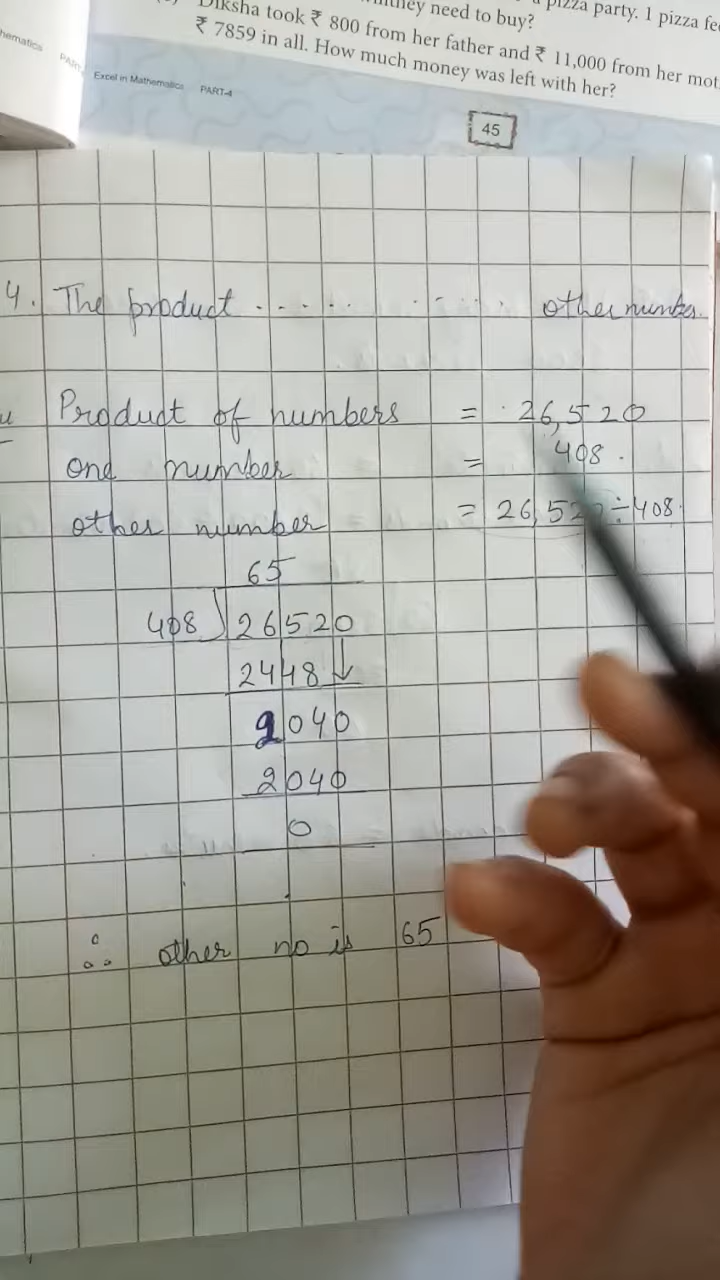 they need to buy?
pizza party. 1 pizza
Diksha took ₹ 800 from her father and ₹ 11,000 from her
₹ 7859 in all. How much money was left with her?
Excel in Mathematics PART-4
45
4. The product . . . . . . . . . other number.
Product of numbers = 26,520
one number = 408.
other number = 26,520 ÷ 408
65
408 ) 26520
2448 ↓
2040
2040
0
∴ other no is 65